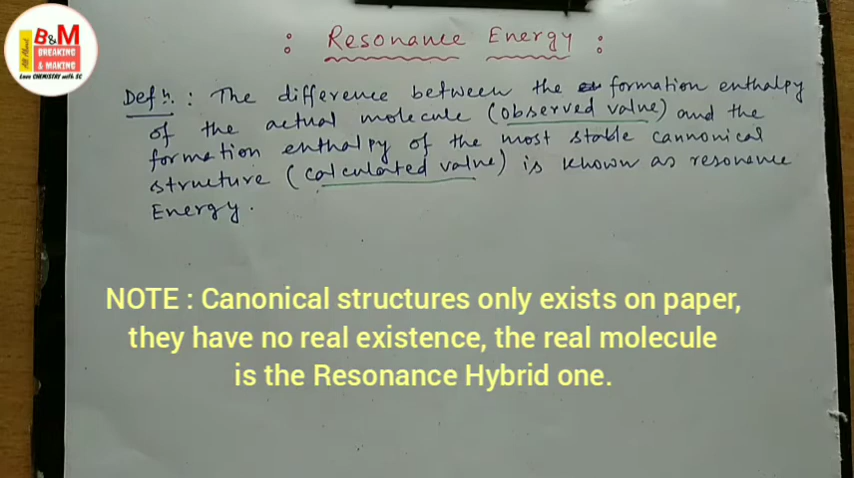 B&M
All About
BREAKING
& MAKING
Love CHEMISTRY with SC
: Resonance Energy :
Defn. : The difference between the formation enthalpy
of the actual molecule (observed value) and the
formation enthalpy of the most stable cannonical
structure (calculated value) is known as resonance
Energy.
NOTE : Canonical structures only exists on paper,
they have no real existence, the real molecule
is the Resonance Hybrid one.